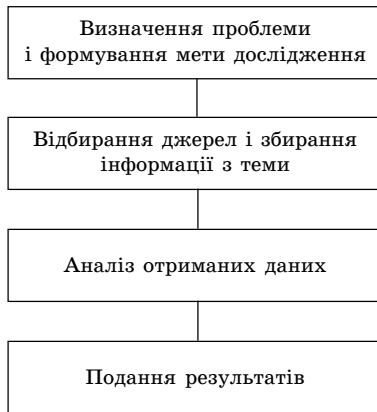 Визначення проблеми
і формування мети дослідження
Відбирання джерел і збирання
інформації з теми
Аналіз отриманих даних
Подання результатів